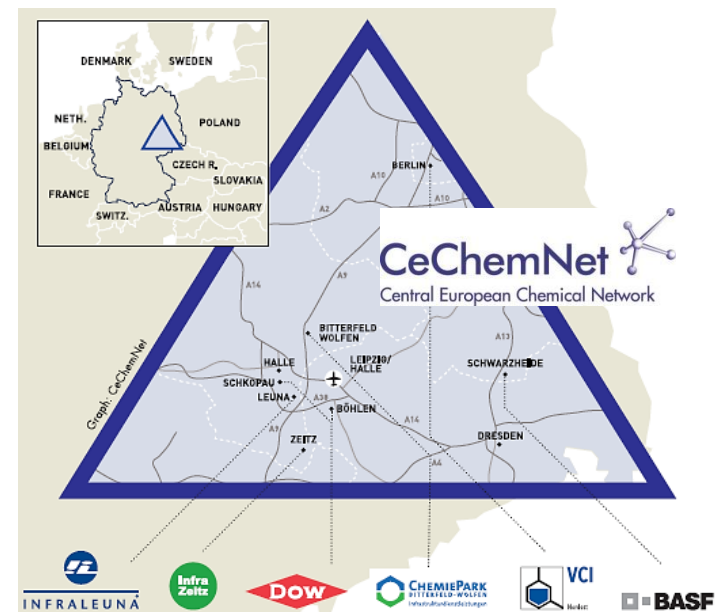 DENMARK
SWEDEN
NETH.
POLAND
BELGIUM
CZECH R.
SLOVAKIA
FRANCE
AUSTRIA
HUNGARY
SWITZ.
BERLIN
A10
A10
A2
CeChemNet
Central European Chemical Network
A9
A14
BITTERFELD
WOLFEN
A13
HALLE
LEIPZIG/
HALLE
SCHWARZHEIDE
SCHKOPAU
LEUNA
A38
BÖHLEN
A14
A9
ZEITZ
DRESDEN
A4
Graph: CeChemNet
INFRALEUNA
Infra
Zeitz
DOW
CHEMIEPARK
BITTERFELD-WOLFEN
Infrastrukturdienstleistungen
VCI
Nordost
BASF